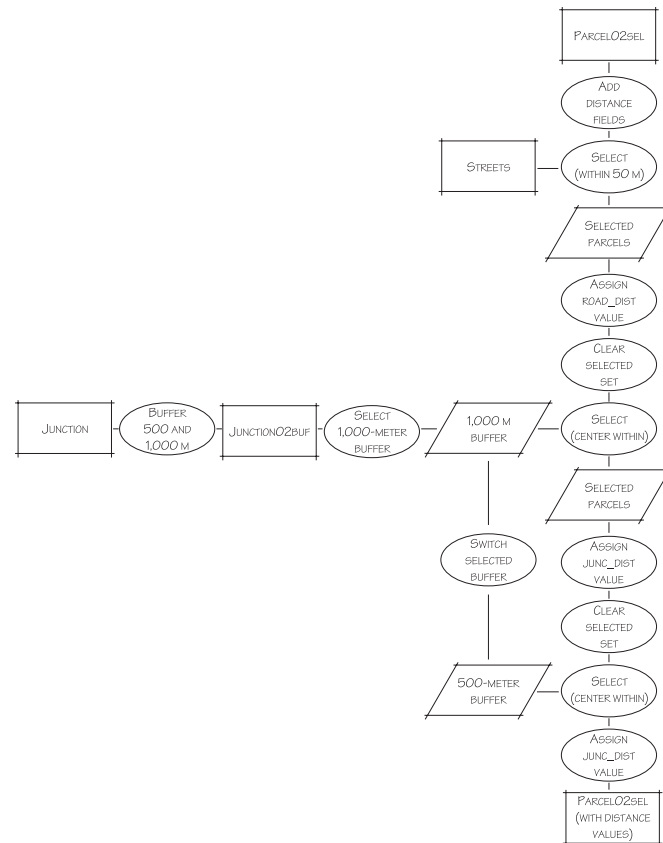 PARCEL02SEL
ADD
DISTANCE
FIELDS
STREETS
SELECT
(WITHIN 50 M)
SELECTED
PARCELS
ASSIGN
ROAD_DIST
VALUE
CLEAR
SELECTED
SET
JUNCTION
BUFFER
500 AND
1,000 M
JUNCTION02BUF
SELECT
1,000-METER
BUFFER
1,000 M
BUFFER
SELECT
(CENTER WITHIN)
SELECTED
PARCELS
SWITCH
SELECTED
BUFFER
ASSIGN
JUNC_DIST
VALUE
CLEAR
SELECTED
SET
500-METER
BUFFER
SELECT
(CENTER WITHIN)
ASSIGN
JUNC_DIST
VALUE
PARCEL02SEL
(WITH DISTANCE
VALUES)